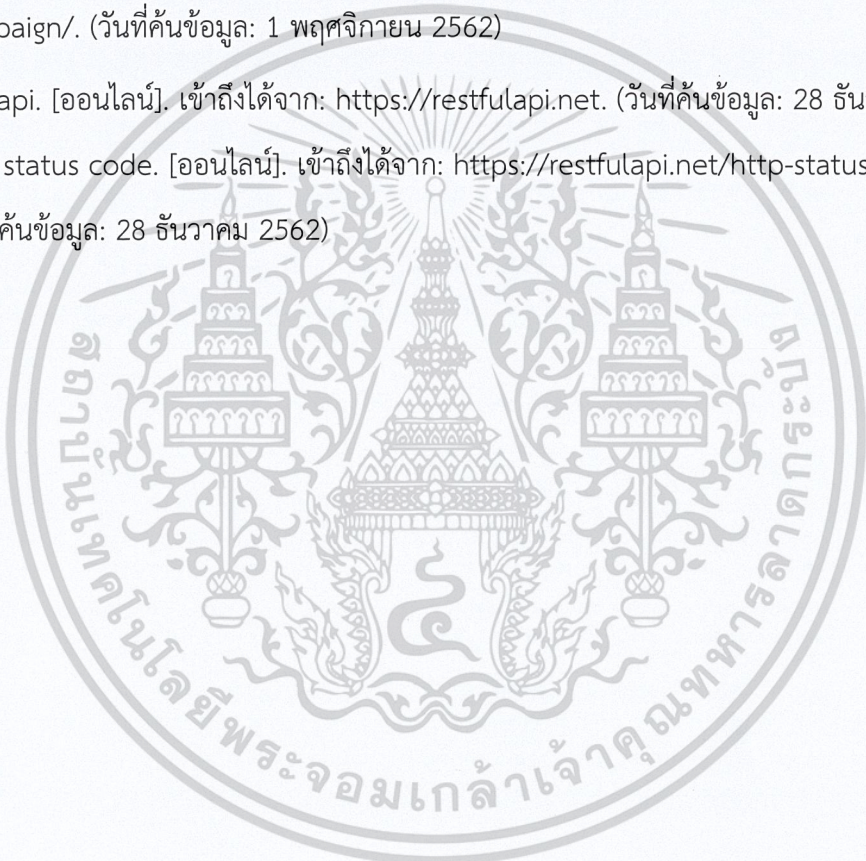 paign/. (วันที่ค้นข้อมูล: 1 พฤศจิกายน 2562)
api. [ออนไลน์]. เข้าถึงได้จาก: https://restfulapi.net. (วันที่ค้นข้อมูล: 28 ธัน
status code. [ออนไลน์]. เข้าถึงได้จาก: https://restfulapi.net/http-status
ค้นข้อมูล: 28 ธันวาคม 2562)
สถาบันเทคโนโลยีพระจอมเกล้าเจ้าคุณทหารลาดกระบัง
๔